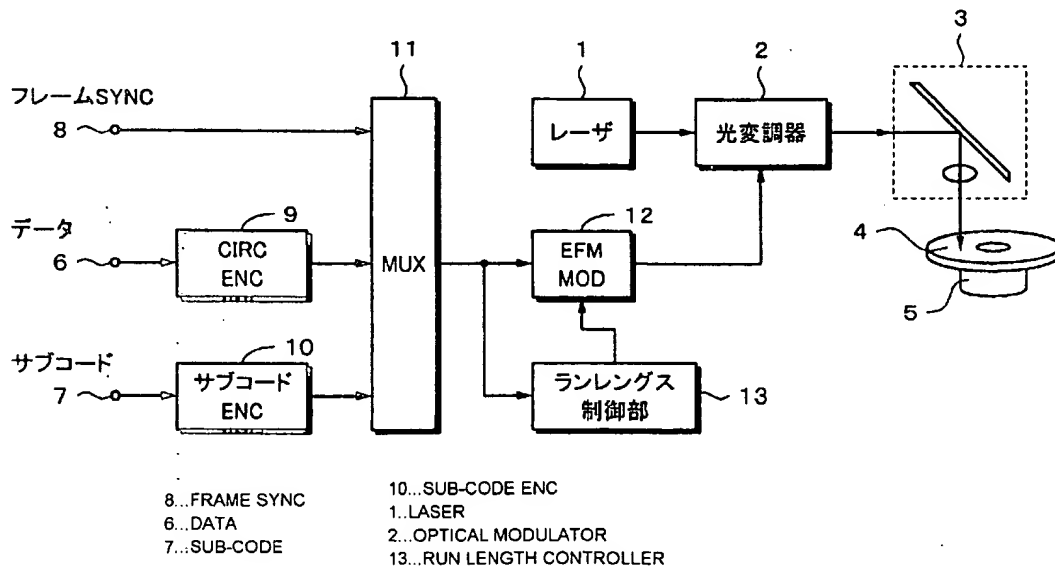 11
1
2
3
フレームSYNC
8
レーザ
光変調器
データ
6
9
CIRC
ENC
MUX
12
EFM
MOD
4
5
サブコード
7
10
サブコード
ENC
ランレングス
制御部
13
8...FRAME SYNC
6...DATA
7...SUB-CODE
10...SUB-CODE ENC
1...LASER
2...OPTICAL MODULATOR
13...RUN LENGTH CONTROLLER